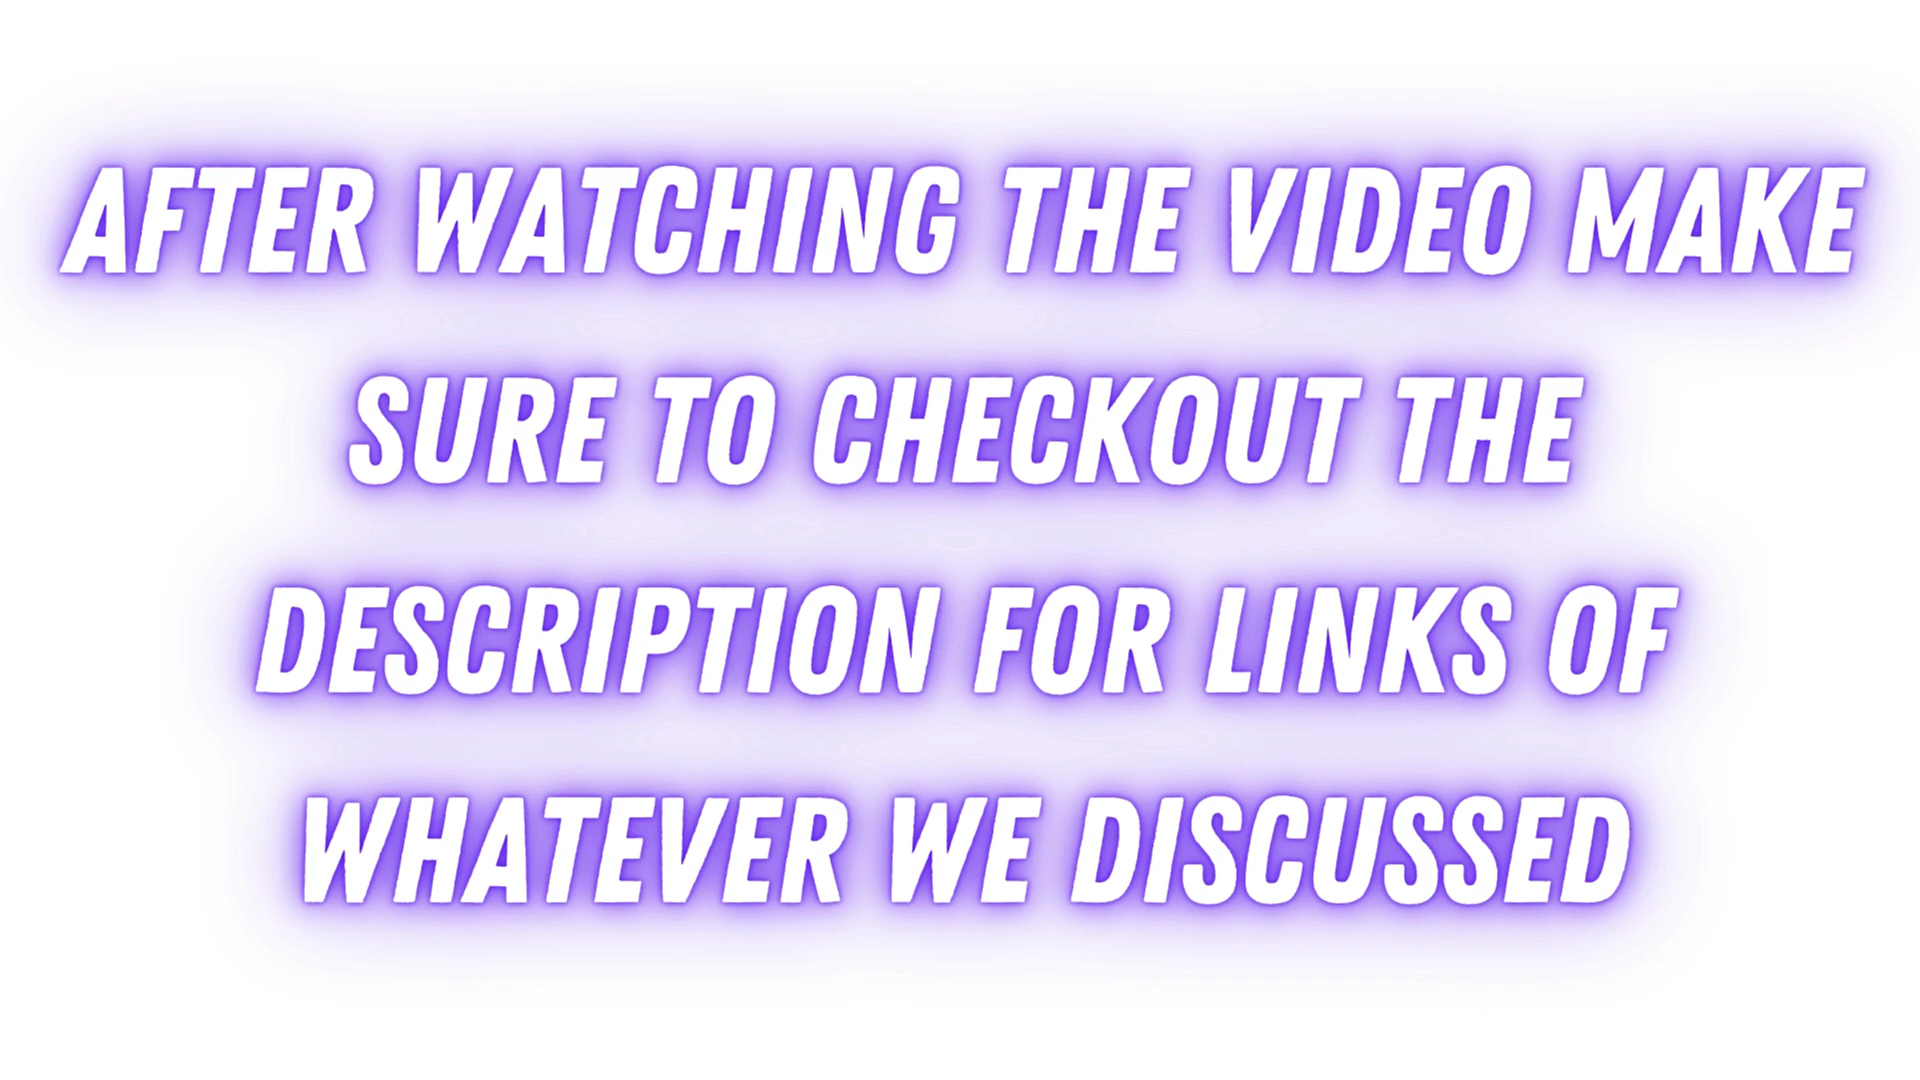 AFTER WATCHING THE VIDEO MAKE
SURE TO CHECKOUT THE
DESCRIPTION FOR LINKS OF
WHATEVER WE DISCUSSED